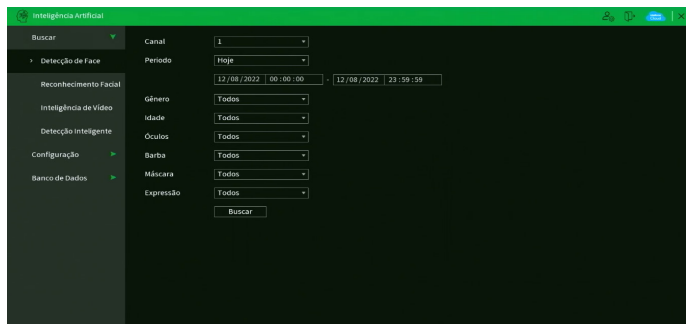 Inteligência Artificial
Buscar
> Detecção de Face
Reconhecimento Facial
Inteligência de Vídeo
Detecção Inteligente
Configuração
Banco de Dados
Canal 1
Periodo Hoje
12/08/2022 00:00:00 - 12/08/2022 23:59:59
Gênero Todos
Idade Todos
Óculos Todos
Barba Todos
Máscara Todos
Expressão Todos
Buscar